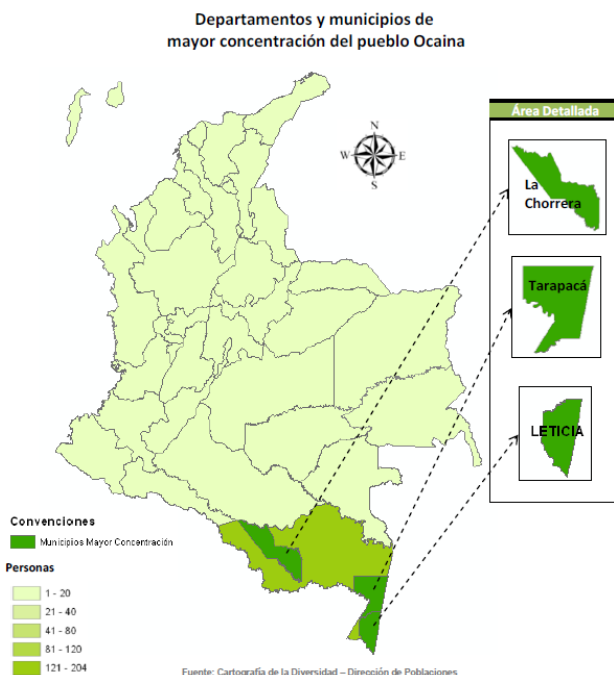 Departamentos y municipios de
mayor concentración del pueblo Ocaina
N
W
E
S
Área Detallada
La
Chorrera
Tarapacá
LETICIA
Convenciones
Municipios Mayor Concentración
Personas
1 - 20
21 - 40
41 - 80
81 - 120
121 - 204
Fuente: Cartografía de la Diversidad – Dirección de Poblaciones